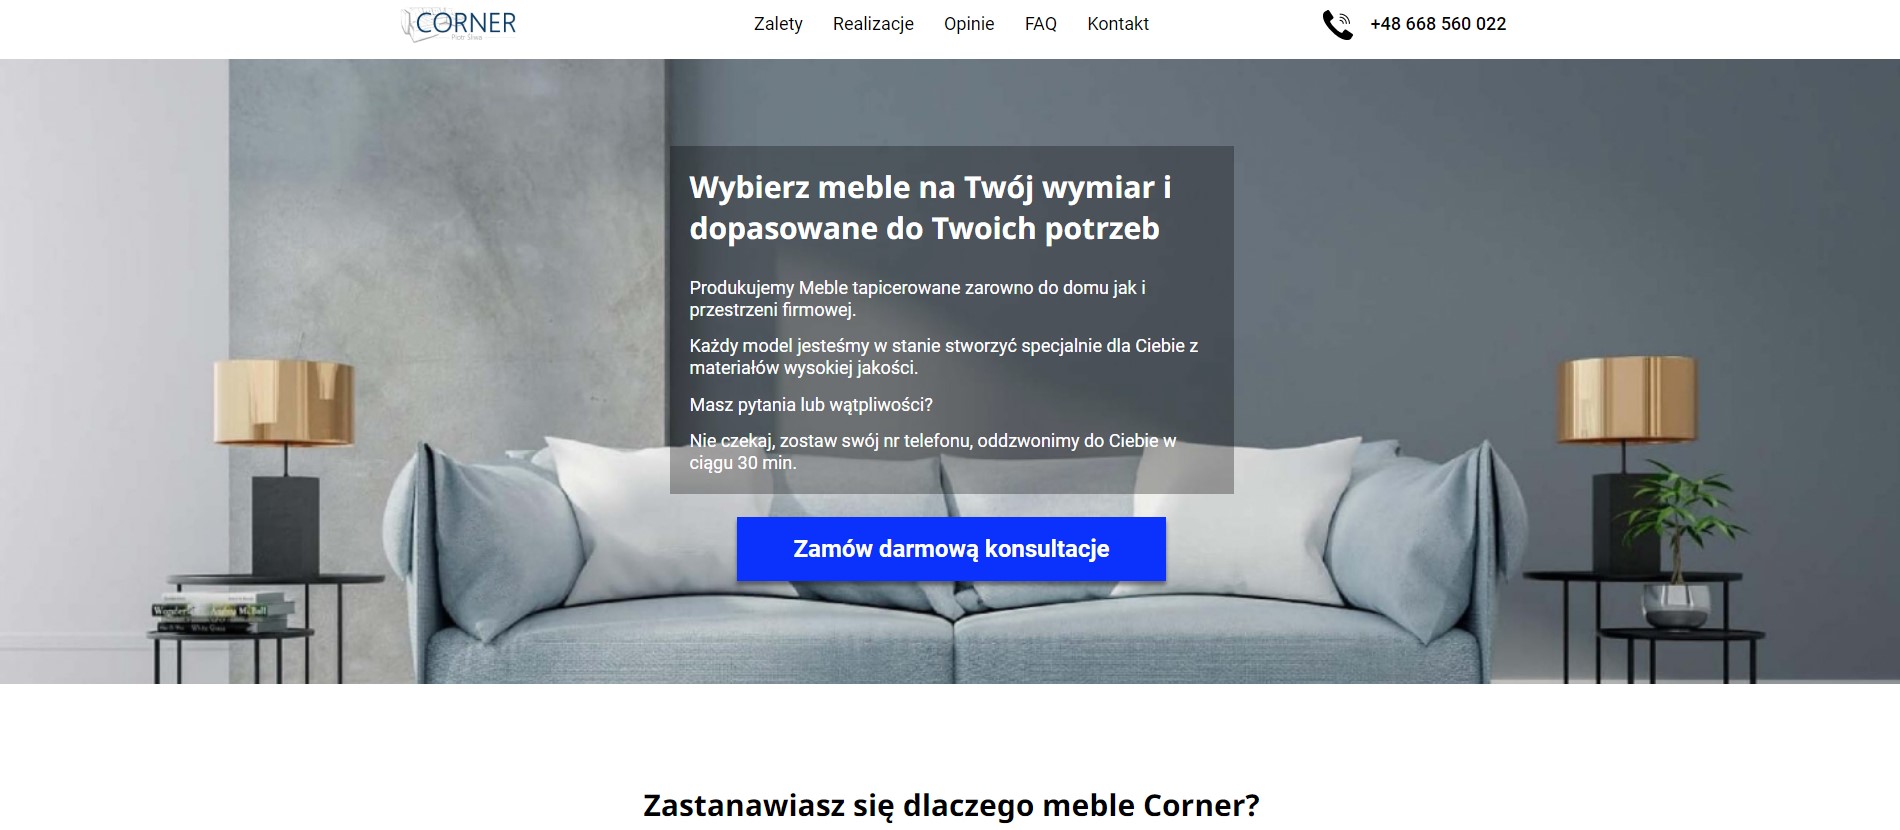 CORNER
Piotr Śliwa
Zalety Realizacje Opinie FAQ Kontakt
+48 668 560 022
Wybierz meble na Twój wymiar i
dopasowane do Twoich potrzeb
Produkujemy Meble tapicerowane zarowno do domu jak i
przestrzeni firmowej.
Każdy model jesteśmy w stanie stworzyć specjalnie dla Ciebie z
materiałów wysokiej jakości.
Masz pytania lub wątpliwości?
Nie czekaj, zostaw swój nr telefonu, oddzwonimy do Ciebie w
ciągu 30 min.
Zamów darmową konsultacje
Zastanawiasz się dlaczego meble Corner?